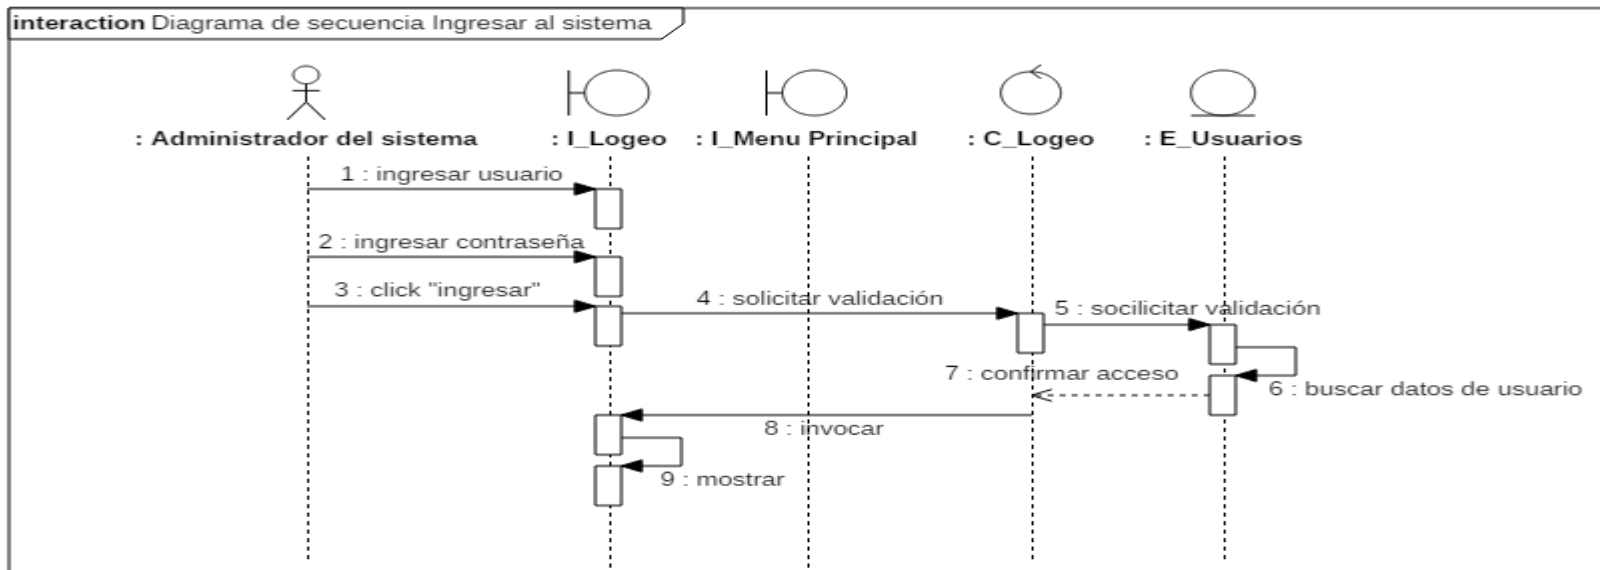 interaction Diagrama de secuencia Ingresar al sistema
: Administrador del sistema
: I_Logeo
: I_Menu Principal
: C_Logeo
: E_Usuarios
1 : ingresar usuario
2 : ingresar contraseña
3 : click "ingresar"
4 : solicitar validación
5 : socilicitar validación
6 : buscar datos de usuario
7 : confirmar acceso
8 : invocar
9 : mostrar